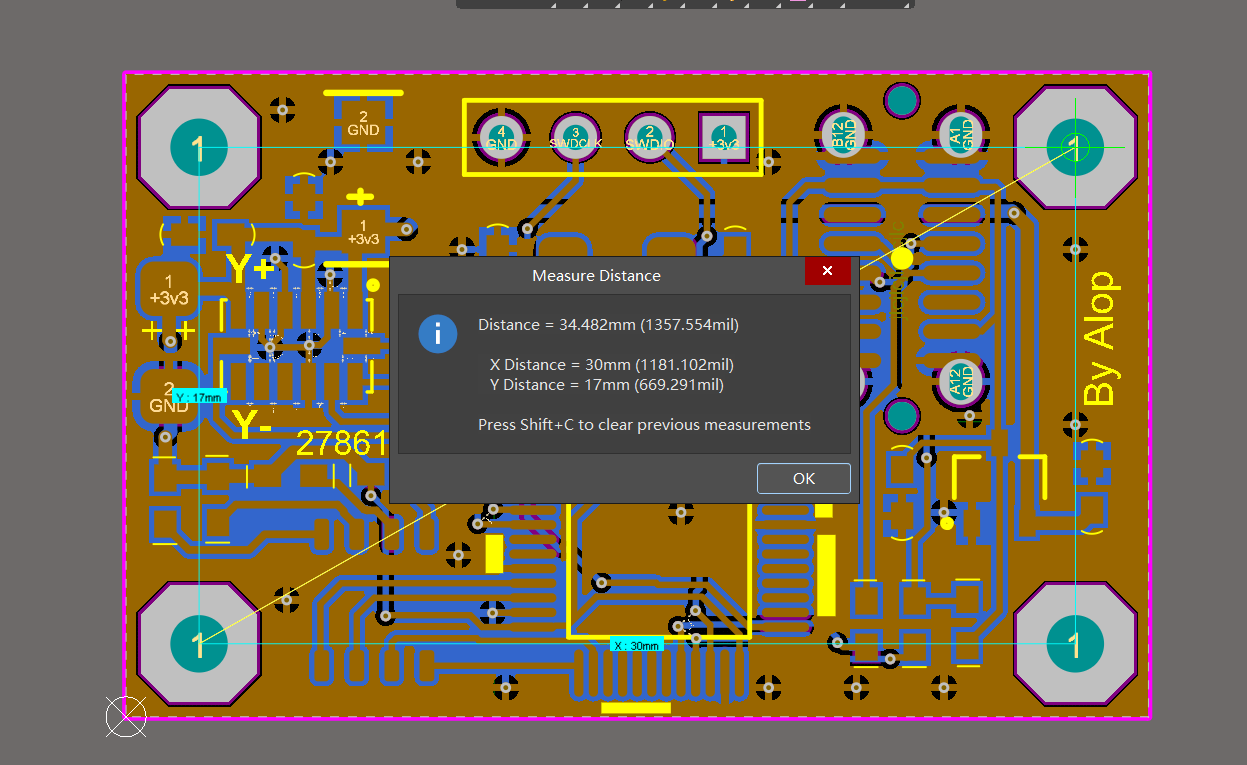 1
2
GND
4
GND
3
SWDCLK
2
SWDIO
1
+3v3
B12
GND
A1
GND
1
1
+3v3
Y+
1
+3v3
Measure Distance
Distance = 34.482mm (1357.554mil)
X Distance = 30mm (1181.102mil)
Y Distance = 17mm (669.291mil)
Press Shift+C to clear previous measurements
OK
By Alop
A12
GND
2
GND
Y : 17mm
Y-
27861
1
X : 30mm
1